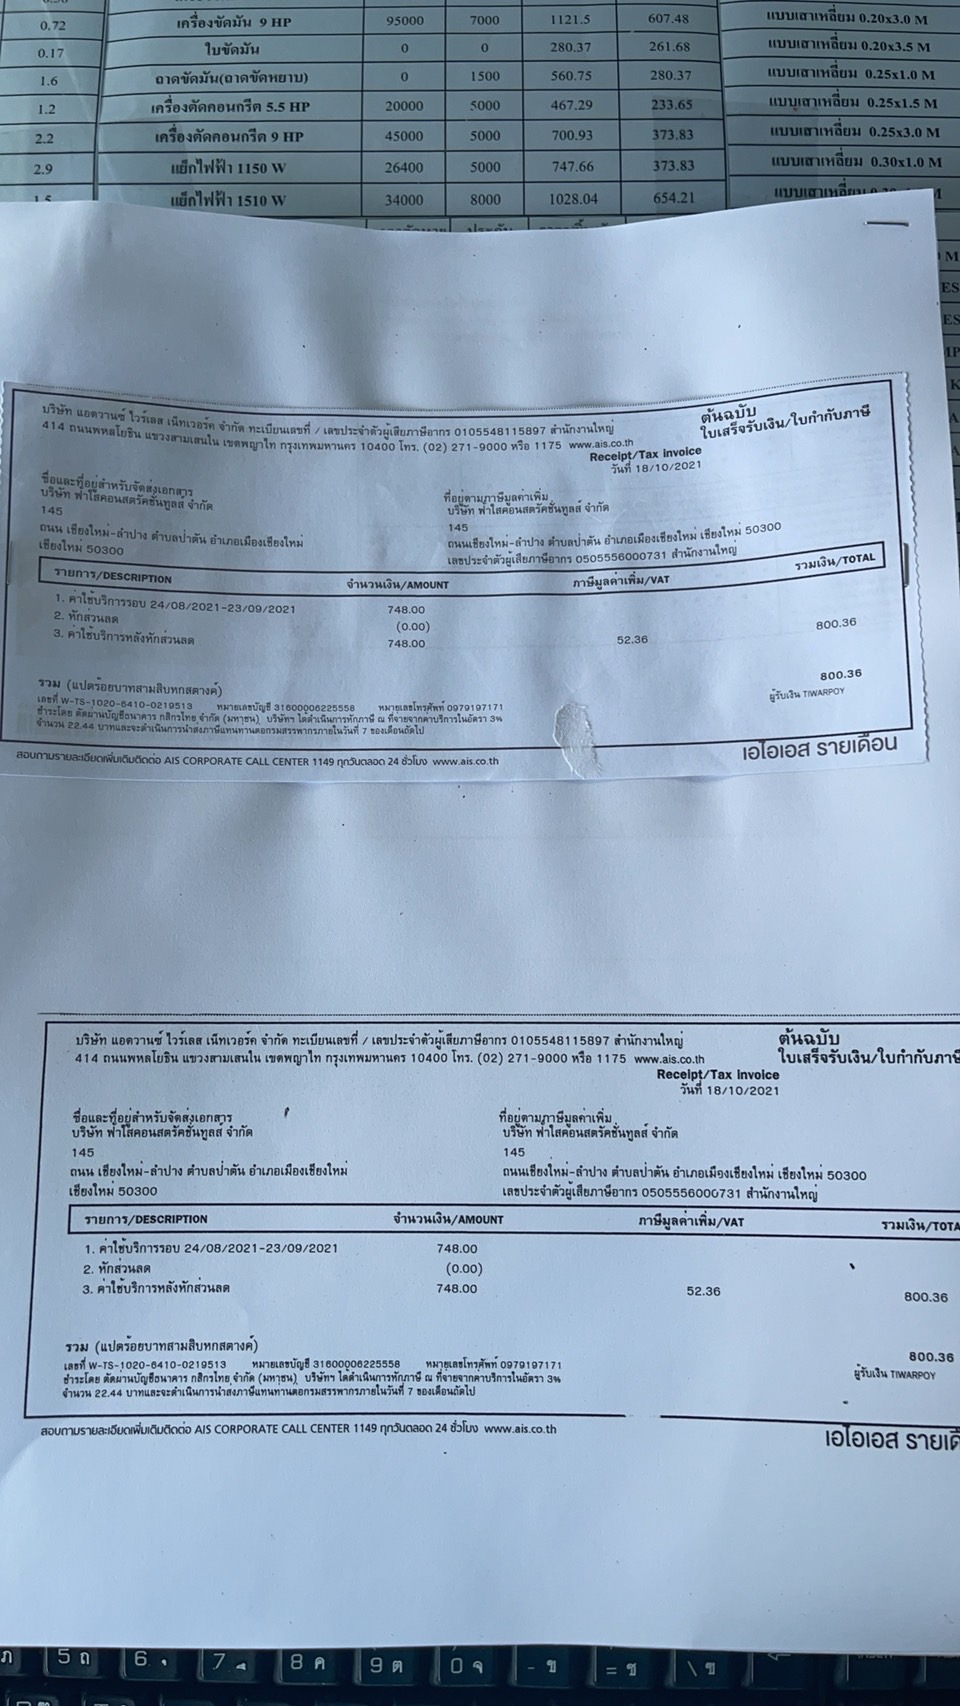 0.72 เครื่องขัดมัน 9 HP 95000 7000 1121.5 607.48 แบบเสาเหลี่ยม 0.20x3.0 M
0.17 ใบขัดมัน 0 0 280.37 261.68 แบบเสาเหลี่ยม 0.20x3.5 M
1.6 ถาดขัดมัน(ถาดขัดหยาบ) 0 1500 560.75 280.37 แบบเสาเหลี่ยม 0.25x1.0 M
1.2 เครื่องตัดคอนกรีต 5.5 HP 20000 5000 467.29 233.65 แบบเสาเหลี่ยม 0.25x1.5 M
2.2 เครื่องตัดคอนกรีต 9 HP 45000 5000 700.93 373.83 แบบเสาเหลี่ยม 0.25x3.0 M
2.9 แย็กไฟฟ้า 1150 W 26400 5000 747.66 373.83 แบบเสาเหลี่ยม 0.30x1.0 M
1.5 แย็กไฟฟ้า 1510 W 34000 8000 1028.04 654.21 แบบเสาเหลี่ยม
บริษัท แอดวานซ์ ไวร์เลส เน็ทเวอร์ค จำกัด ทะเบียนเลขที่ / เลขประจำตัวผู้เสียภาษีอากร 0105548115897 สำนักงานใหญ่
ต้นฉบับ
414 ถนนพหลโยธิน แขวงสามเสนใน เขตพญาไท กรุงเทพมหานคร 10400 โทร. (02) 271-9000 หรือ 1175 www.ais.co.th
ใบเสร็จรับเงิน/ใบกำกับภาษี
Receipt/Tax Invoice
วันที่ 18/10/2021
ชื่อและที่อยู่สำหรับจัดส่งเอกสาร ที่อยู่ตามภาษีมูลค่าเพิ่ม
บริษัท ฟาโสคอนสตรัคชั่นทูลส์ จำกัด บริษัท ฟาโสคอนสตรัคชั่นทูลส์ จำกัด
145 145
ถนน เชียงใหม่-ลำปาง ตำบลป่าตัน อำเภอเมืองเชียงใหม่ ถนนเชียงใหม่-ลำปาง ตำบลป่าตัน อำเภอเมืองเชียงใหม่ เชียงใหม่ 50300
เชียงใหม่ 50300 เลขประจำตัวผู้เสียภาษีอากร 0505556000731 สำนักงานใหญ่
รายการ/DESCRIPTION จำนวนเงิน/AMOUNT ภาษีมูลค่าเพิ่ม/VAT รวมเงิน/TOTAL
1. ค่าใช้บริการรอบ 24/08/2021-23/09/2021 748.00
2. หักส่วนลด (0.00)
3. ค่าใช้บริการหลังหักส่วนลด 748.00 52.36 800.36
รวม (แปดร้อยบาทสามสิบหกสตางค์) 800.36
เลขที่ W-TS-1020-6410-0219513 หมายเลขบัญชี 31600006225558 หมายเลขโทรศัพท์ 0979197171 ผู้รับเงิน TIWARPOY
ชำระโดย ตัดผ่านบัญชีธนาคาร กสิกรไทย จำกัด (มหาชน) บริษัทฯ ได้ดำเนินการหักภาษี ณ ที่จ่ายจากค่าบริการในอัตรา 3%
จำนวน 22.44 บาทและจะดำเนินการนำส่งภาษีแทนท่านต่อกรมสรรพากรภายในวันที่ 7 ของเดือนถัดไป
สอบถามรายละเอียดเพิ่มเติมติดต่อ AIS CORPORATE CALL CENTER 1149 ทุกวันตลอด 24 ชั่วโมง www.ais.co.th เอไอเอส รายเดือน
บริษัท แอดวานซ์ ไวร์เลส เน็ทเวอร์ค จำกัด ทะเบียนเลขที่ / เลขประจำตัวผู้เสียภาษีอากร 0105548115897 สำนักงานใหญ่ ต้นฉบับ
414 ถนนพหลโยธิน แขวงสามเสนใน เขตพญาไท กรุงเทพมหานคร 10400 โทร. (02) 271-9000 หรือ 1175 www.ais.co.th ใบเสร็จรับเงิน/ใบกำกับภาษี
Receipt/Tax Invoice
วันที่ 18/10/2021
ชื่อและที่อยู่สำหรับจัดส่งเอกสาร ที่อยู่ตามภาษีมูลค่าเพิ่ม
บริษัท ฟาโสคอนสตรัคชั่นทูลส์ จำกัด บริษัท ฟาโสคอนสตรัคชั่นทูลส์ จำกัด
145 145
ถนน เชียงใหม่-ลำปาง ตำบลป่าตัน อำเภอเมืองเชียงใหม่ ถนนเชียงใหม่-ลำปาง ตำบลป่าตัน อำเภอเมืองเชียงใหม่ เชียงใหม่ 50300
เชียงใหม่ 50300 เลขประจำตัวผู้เสียภาษีอากร 0505556000731 สำนักงานใหญ่
รายการ/DESCRIPTION จำนวนเงิน/AMOUNT ภาษีมูลค่าเพิ่ม/VAT รวมเงิน/TOTA
1. ค่าใช้บริการรอบ 24/08/2021-23/09/2021 748.00
2. หักส่วนลด (0.00)
3. ค่าใช้บริการหลังหักส่วนลด 748.00 52.36 800.36
รวม (แปดร้อยบาทสามสิบหกสตางค์) 800.36
เลขที่ W-TS-1020-6410-0219513 หมายเลขบัญชี 31600006225558 หมายเลขโทรศัพท์ 0979197171 ผู้รับเงิน TIWARPOY
ชำระโดย ตัดผ่านบัญชีธนาคาร กสิกรไทย จำกัด (มหาชน) บริษัทฯ ได้ดำเนินการหักภาษี ณ ที่จ่ายจากค่าบริการในอัตรา 3%
จำนวน 22.44 บาทและจะดำเนินการนำส่งภาษีแทนท่านต่อกรมสรรพากรภายในวันที่ 7 ของเดือนถัดไป
สอบถามรายละเอียดเพิ่มเติมติดต่อ AIS CORPORATE CALL CENTER 1149 ทุกวันตลอด 24 ชั่วโมง www.ais.co.th เอไอเอส รายเดื
ภ 5 ถ 6 ุ 7 ึ 8 ค 9 ต 0 จ - ข = ช \ ฃ